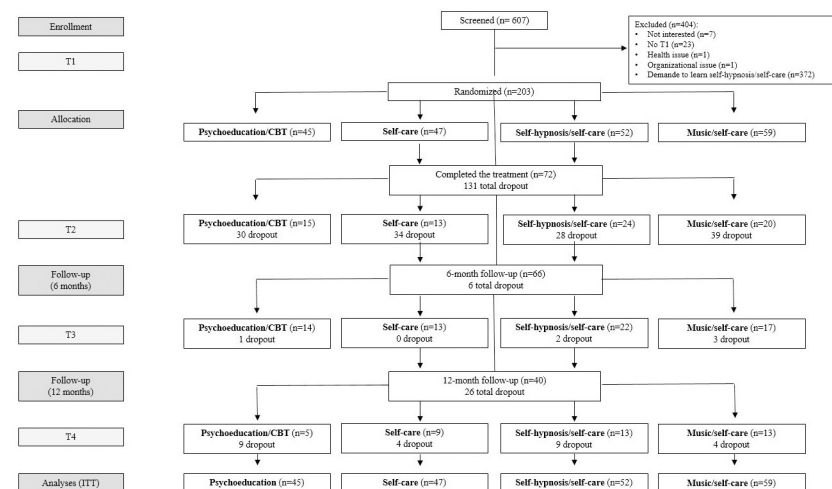 Enrollment
Screened (n= 607)
Excluded (n=404):
• Not interested (n=7)
• No T1 (n=23)
• Health issue (n=1)
• Organizational issue (n=1)
• Demande to learn self-hypnosis/self-care (n=372)
T1
Randomized (n=203)
Allocation
Psychoeducation/CBT (n=45)
Self-care (n=47)
Self-hypnosis/self-care (n=52)
Music/self-care (n=59)
Completed the treatment (n=72)
131 total dropout
T2
Psychoeducation/CBT (n=15)
30 dropout
Self-care (n=13)
34 dropout
Self-hypnosis/self-care (n=24)
28 dropout
Music/self-care (n=20)
39 dropout
Follow-up
(6 months)
6-month follow-up (n=66)
6 total dropout
T3
Psychoeducation/CBT (n=14)
1 dropout
Self-care (n=13)
0 dropout
Self-hypnosis/self-care (n=22)
2 dropout
Music/self-care (n=17)
3 dropout
Follow-up
(12 months)
12-month follow-up (n=40)
26 total dropout
T4
Psychoeducation/CBT (n=5)
9 dropout
Self-care (n=9)
4 dropout
Self-hypnosis/self-care (n=13)
9 dropout
Music/self-care (n=13)
4 dropout
Analyses (ITT)
Psychoeducation (n=45)
Self-care (n=47)
Self-hypnosis/self-care (n=52)
Music/self-care (n=59)